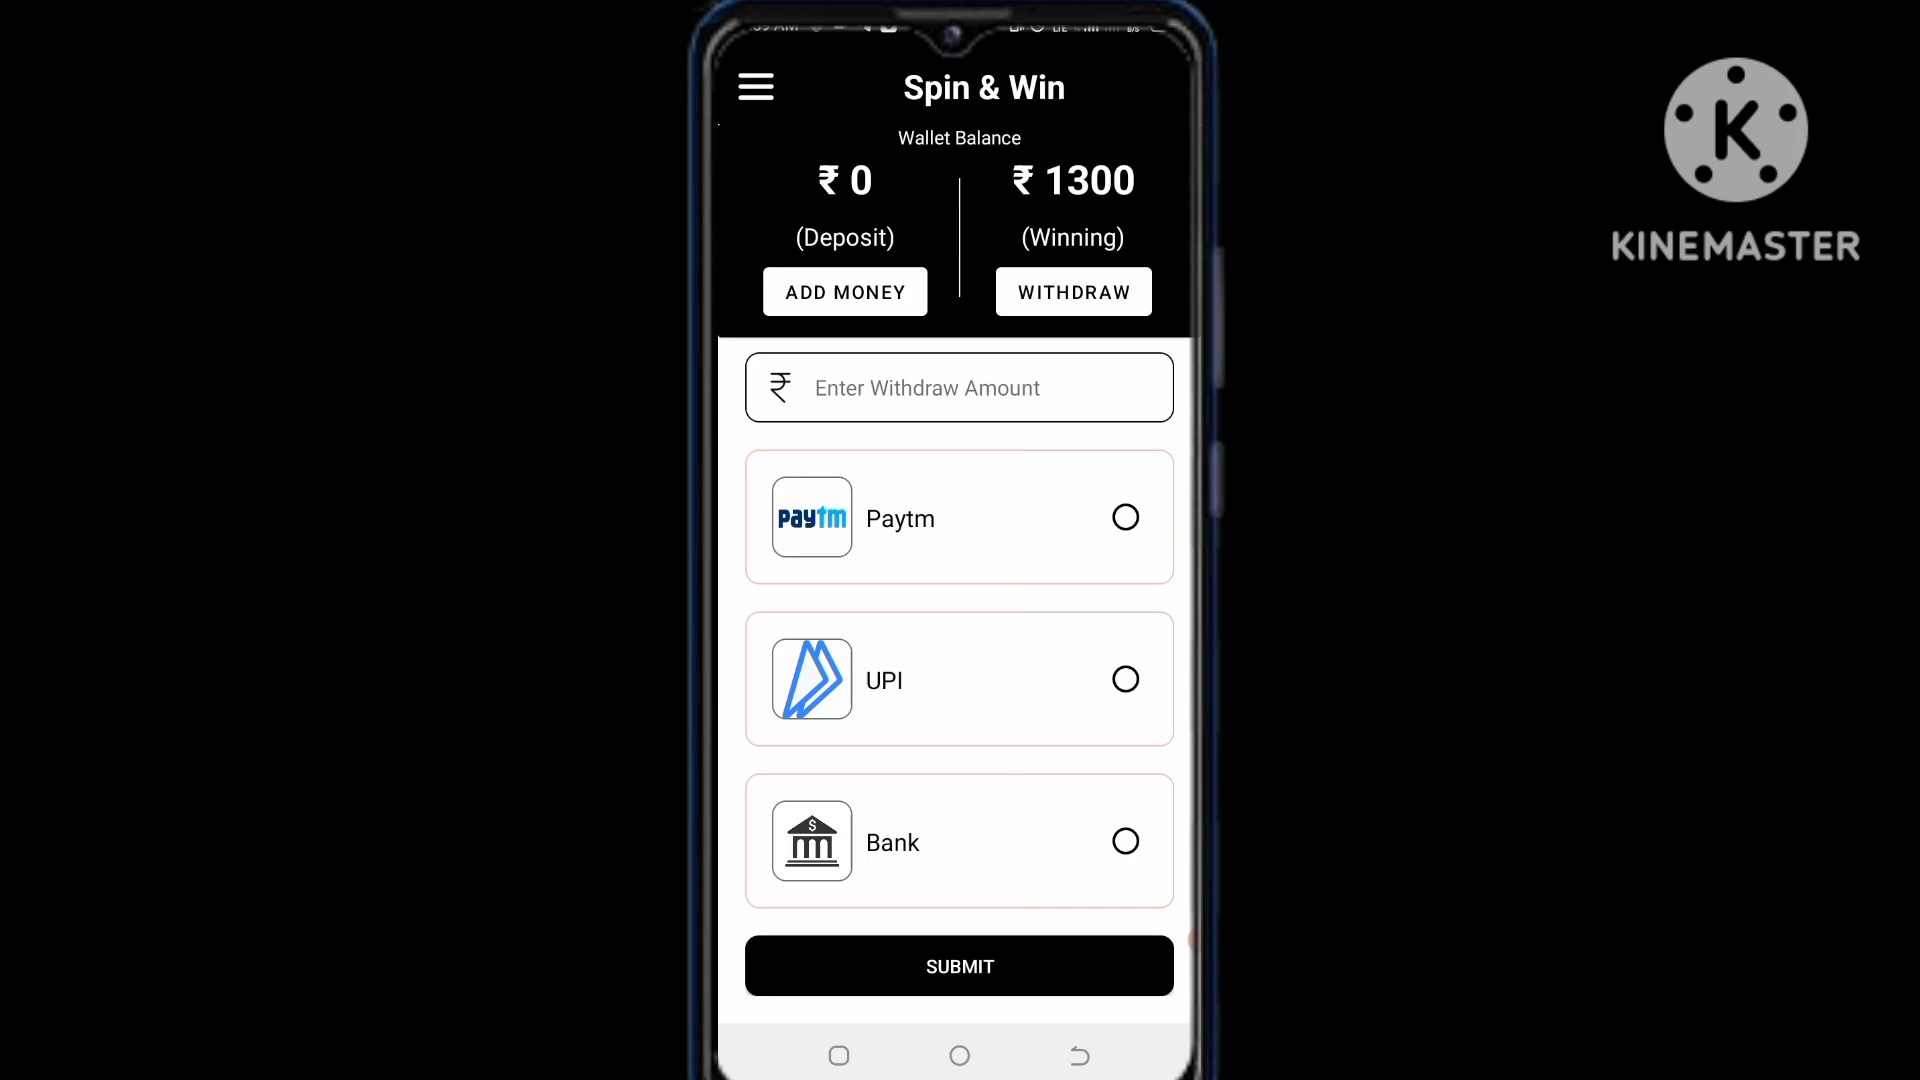 Spin & Win
Wallet Balance
₹ 0
₹ 1300
(Deposit)
(Winning)
ADD MONEY
WITHDRAW
₹ Enter Withdraw Amount
paytm Paytm
UPI
$ Bank
SUBMIT
K
KINEMASTER